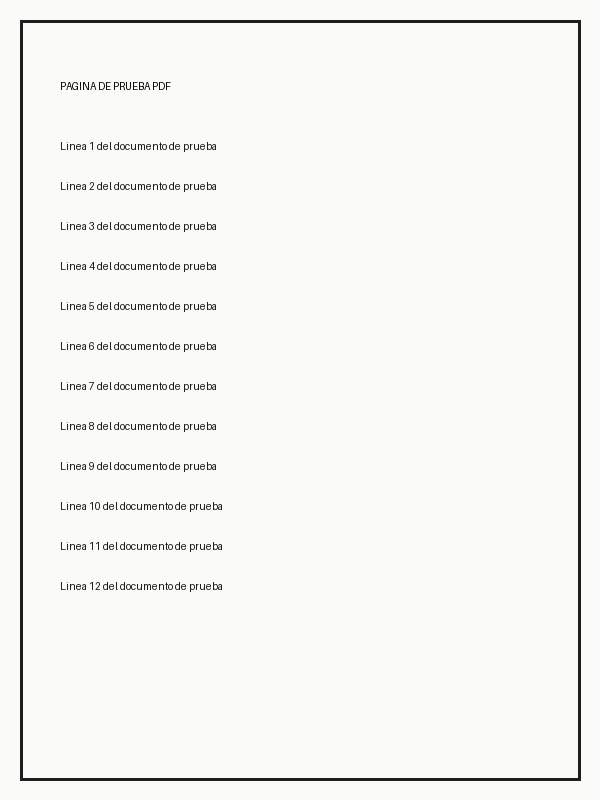 PAGINA DE PRUEBA PDF
Linea 1 del documento de prueba
Linea 2 del documento de prueba
Linea 3 del documento de prueba
Linea 4 del documento de prueba
Linea 5 del documento de prueba
Linea 6 del documento de prueba
Linea 7 del documento de prueba
Linea 8 del documento de prueba
Linea 9 del documento de prueba
Linea 10 del documento de prueba
Linea 11 del documento de prueba
Linea 12 del documento de prueba